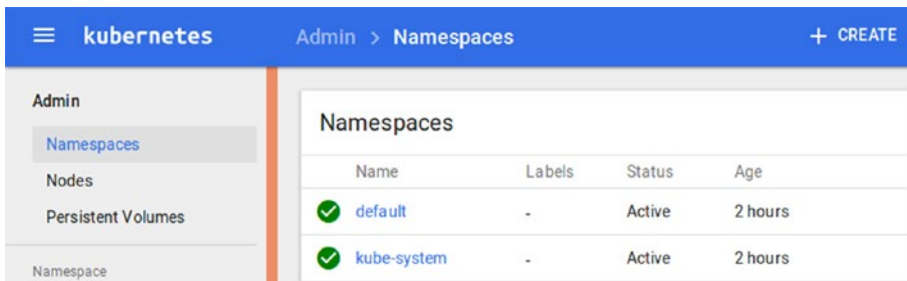 kubernetes Admin > Namespaces + CREATE
Admin
Namespaces
Nodes
Persistent Volumes
Namespace
Namespaces
Name Labels Status Age
default - Active 2 hours
kube-system - Active 2 hours